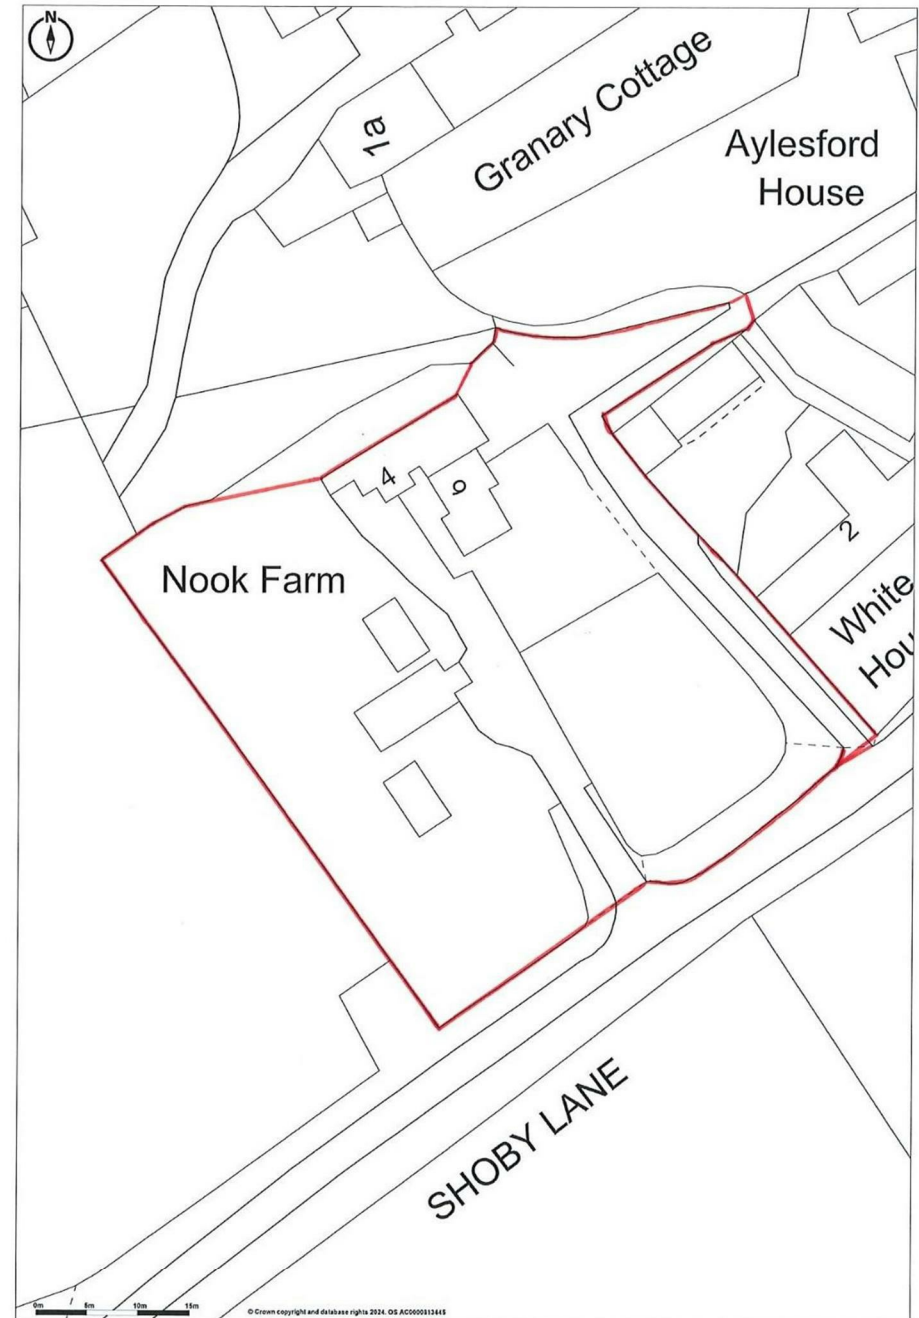 N
1a
Granary Cottage
Aylesford
House
4
6
Nook Farm
2
White
Hou
SHOBY LANE
0m 5m 10m 15m
© Crown copyright and database rights 2024. OS AC0000813445